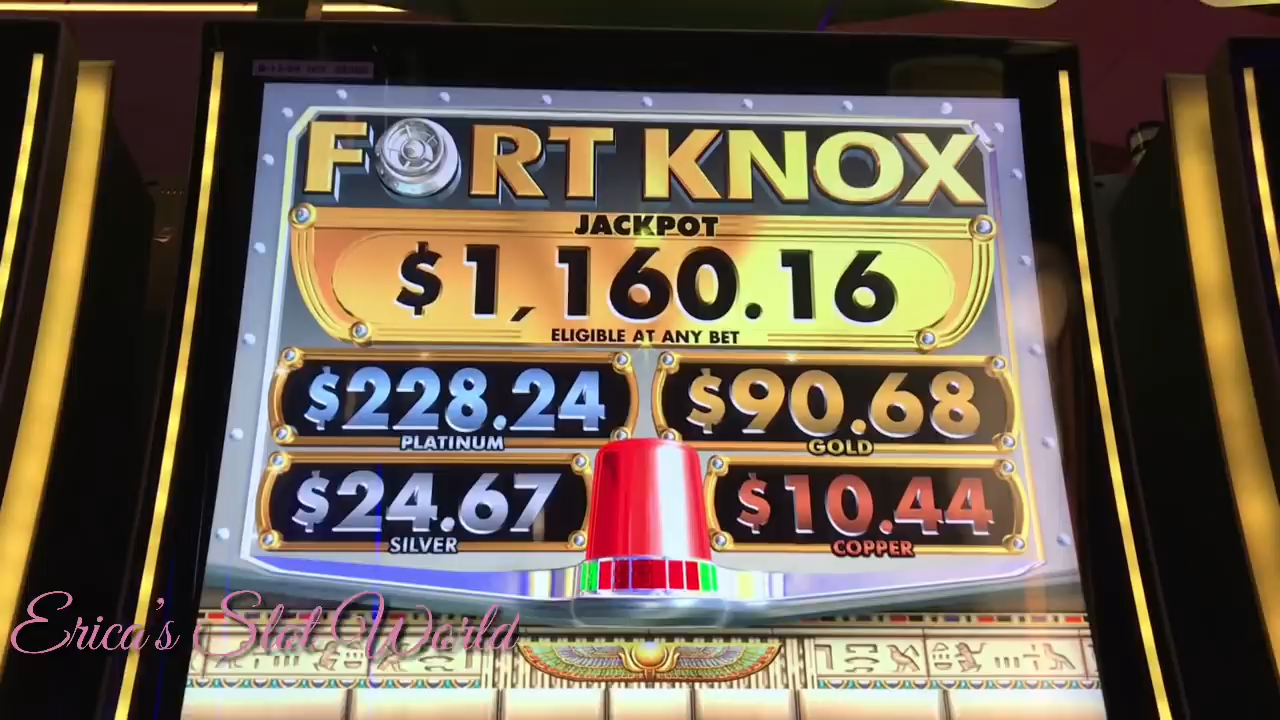 FORT KNOX
JACKPOT
$1,160.16
ELIGIBLE AT ANY BET
$228.24
PLATINUM
$90.68
GOLD
$24.67
SILVER
$10.44
COPPER
Erica's Slot World